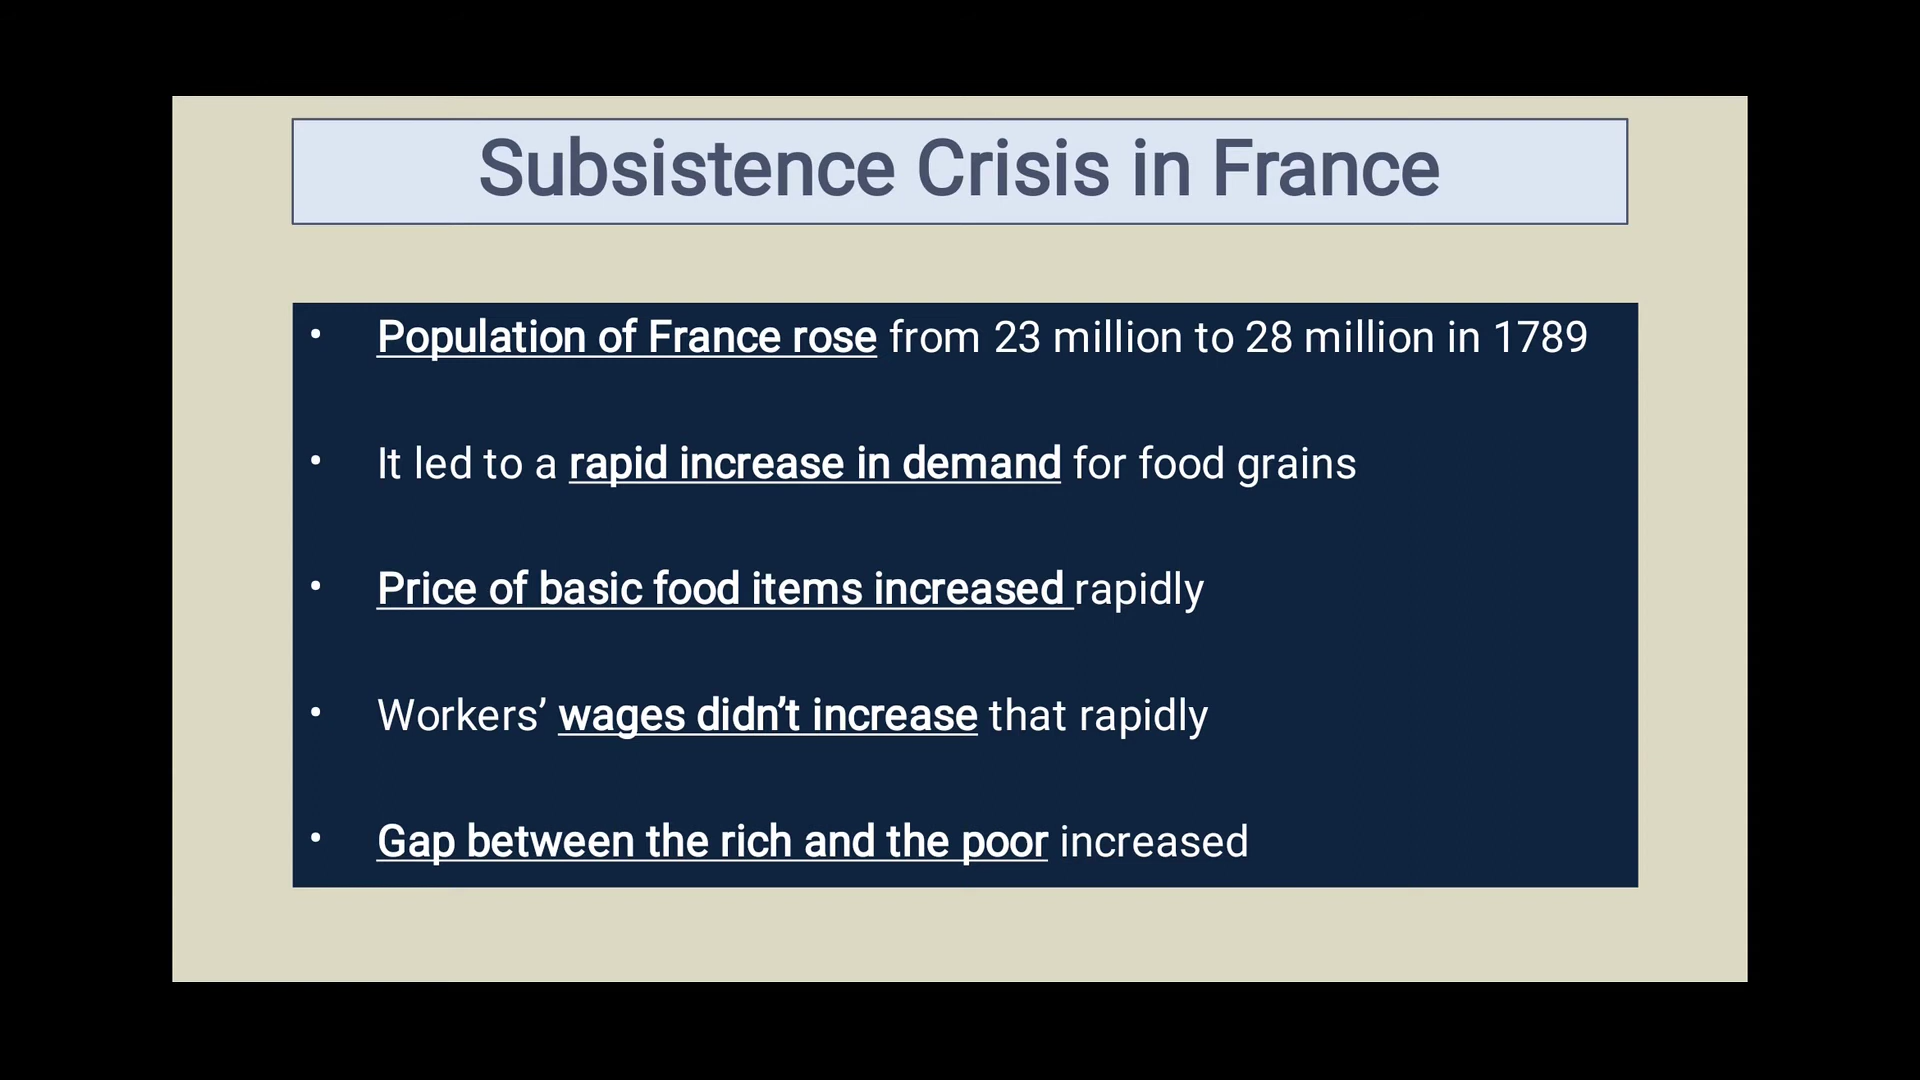 Subsistence Crisis in France
• Population of France rose from 23 million to 28 million in 1789
• It led to a rapid increase in demand for food grains
• Price of basic food items increased rapidly
• Workers’ wages didn’t increase that rapidly
• Gap between the rich and the poor increased